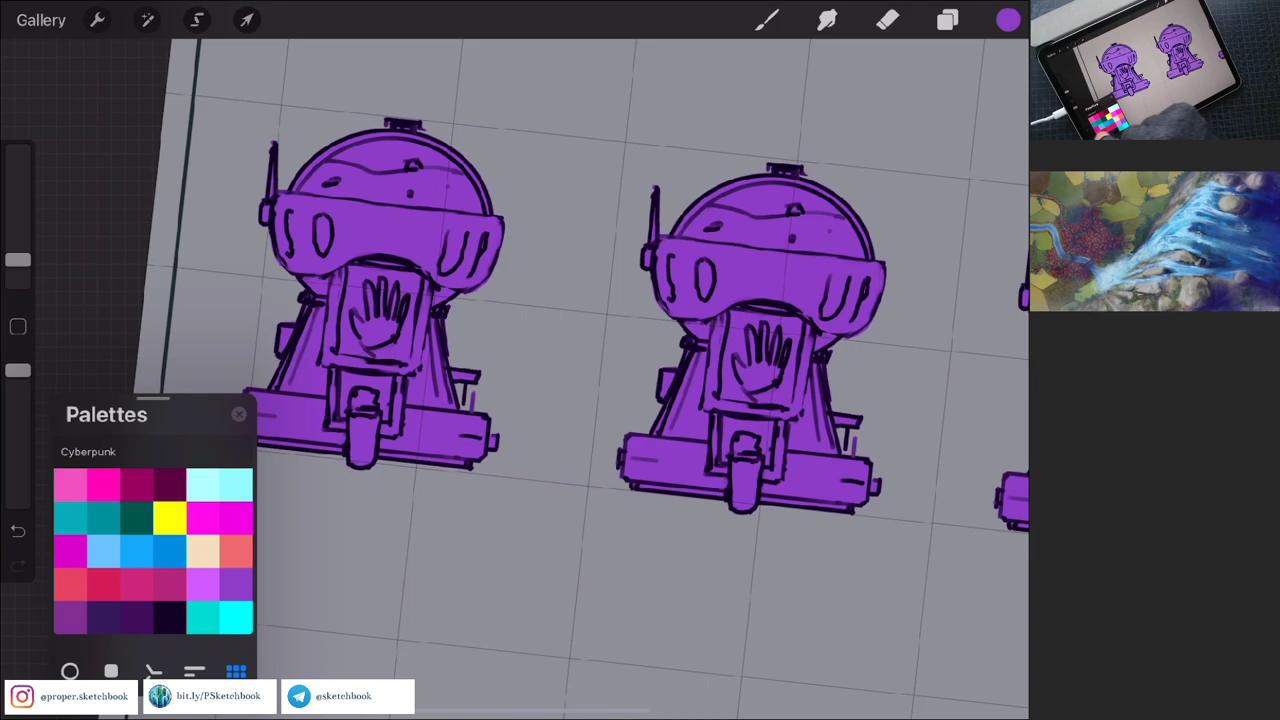 Gallery
Palettes
Cyberpunk
@proper.sketchbook
bit.ly/PSketchbook
@sketchbook